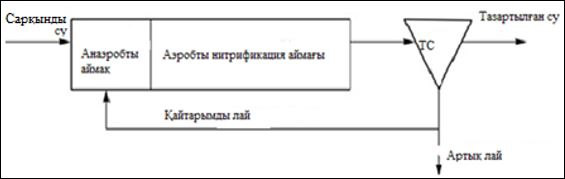 Сарқынды
су
Тазартылған су
Анаэробты
аймақ
Аэробты нитрификация аймағы
ТС
Қайтарымды лай
Артық лай